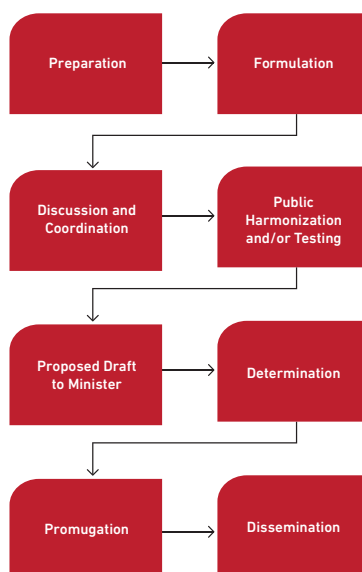 Preparation
Formulation
Discussion and
Coordination
Public
Harmonization
and/or Testing
Proposed Draft
to Minister
Determination
Promugation
Dissemination